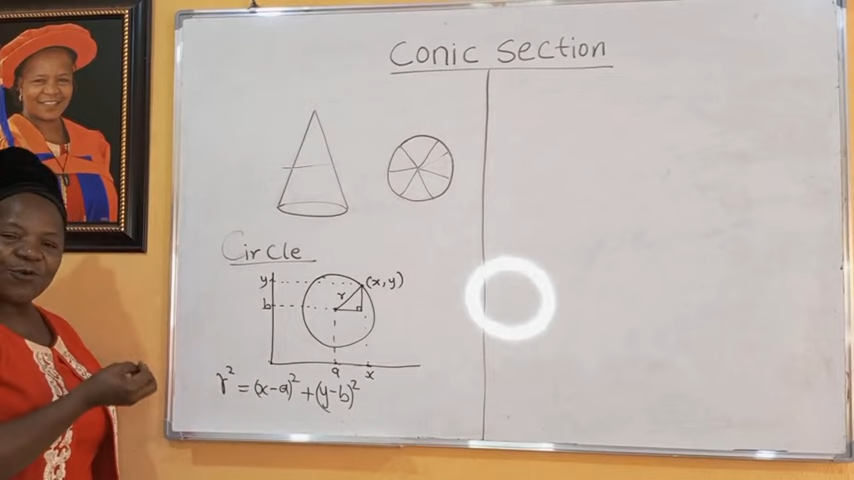 Conic Section
Circle
y
b
r
(x,y)
a
x
r² = (x-a)² + (y-b)²